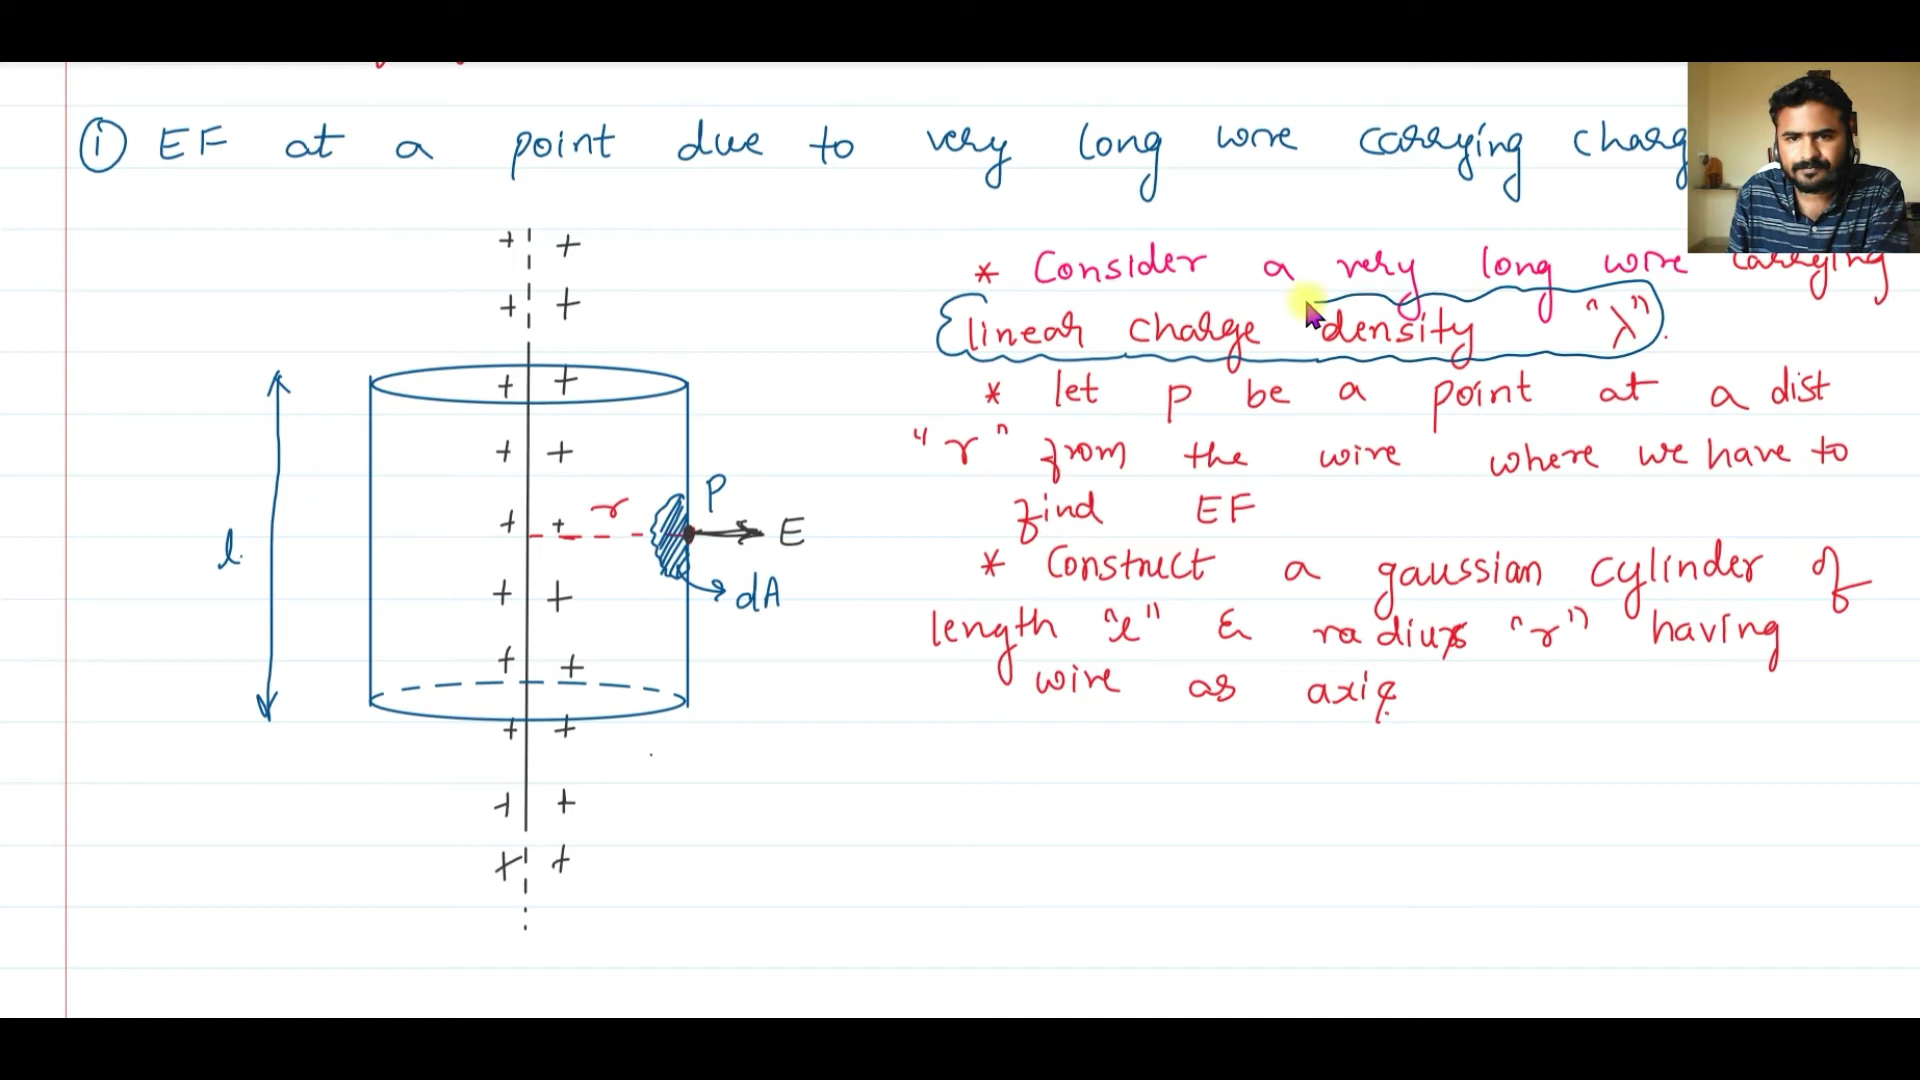 ① EF at a point due to very long wire carrying charg
* Consider a very long wire carrying
linear charge density "λ".
* let p be a point at a dist
"r" from the wire where we have to
find EF
* Construct a gaussian cylinder of
length "l" & radius "r" having
wire as axis.
+ +
+ +
+ +
+ +
r
P
+ +
E
l
dA
+ +
+ +
+ +
+ +
+ +